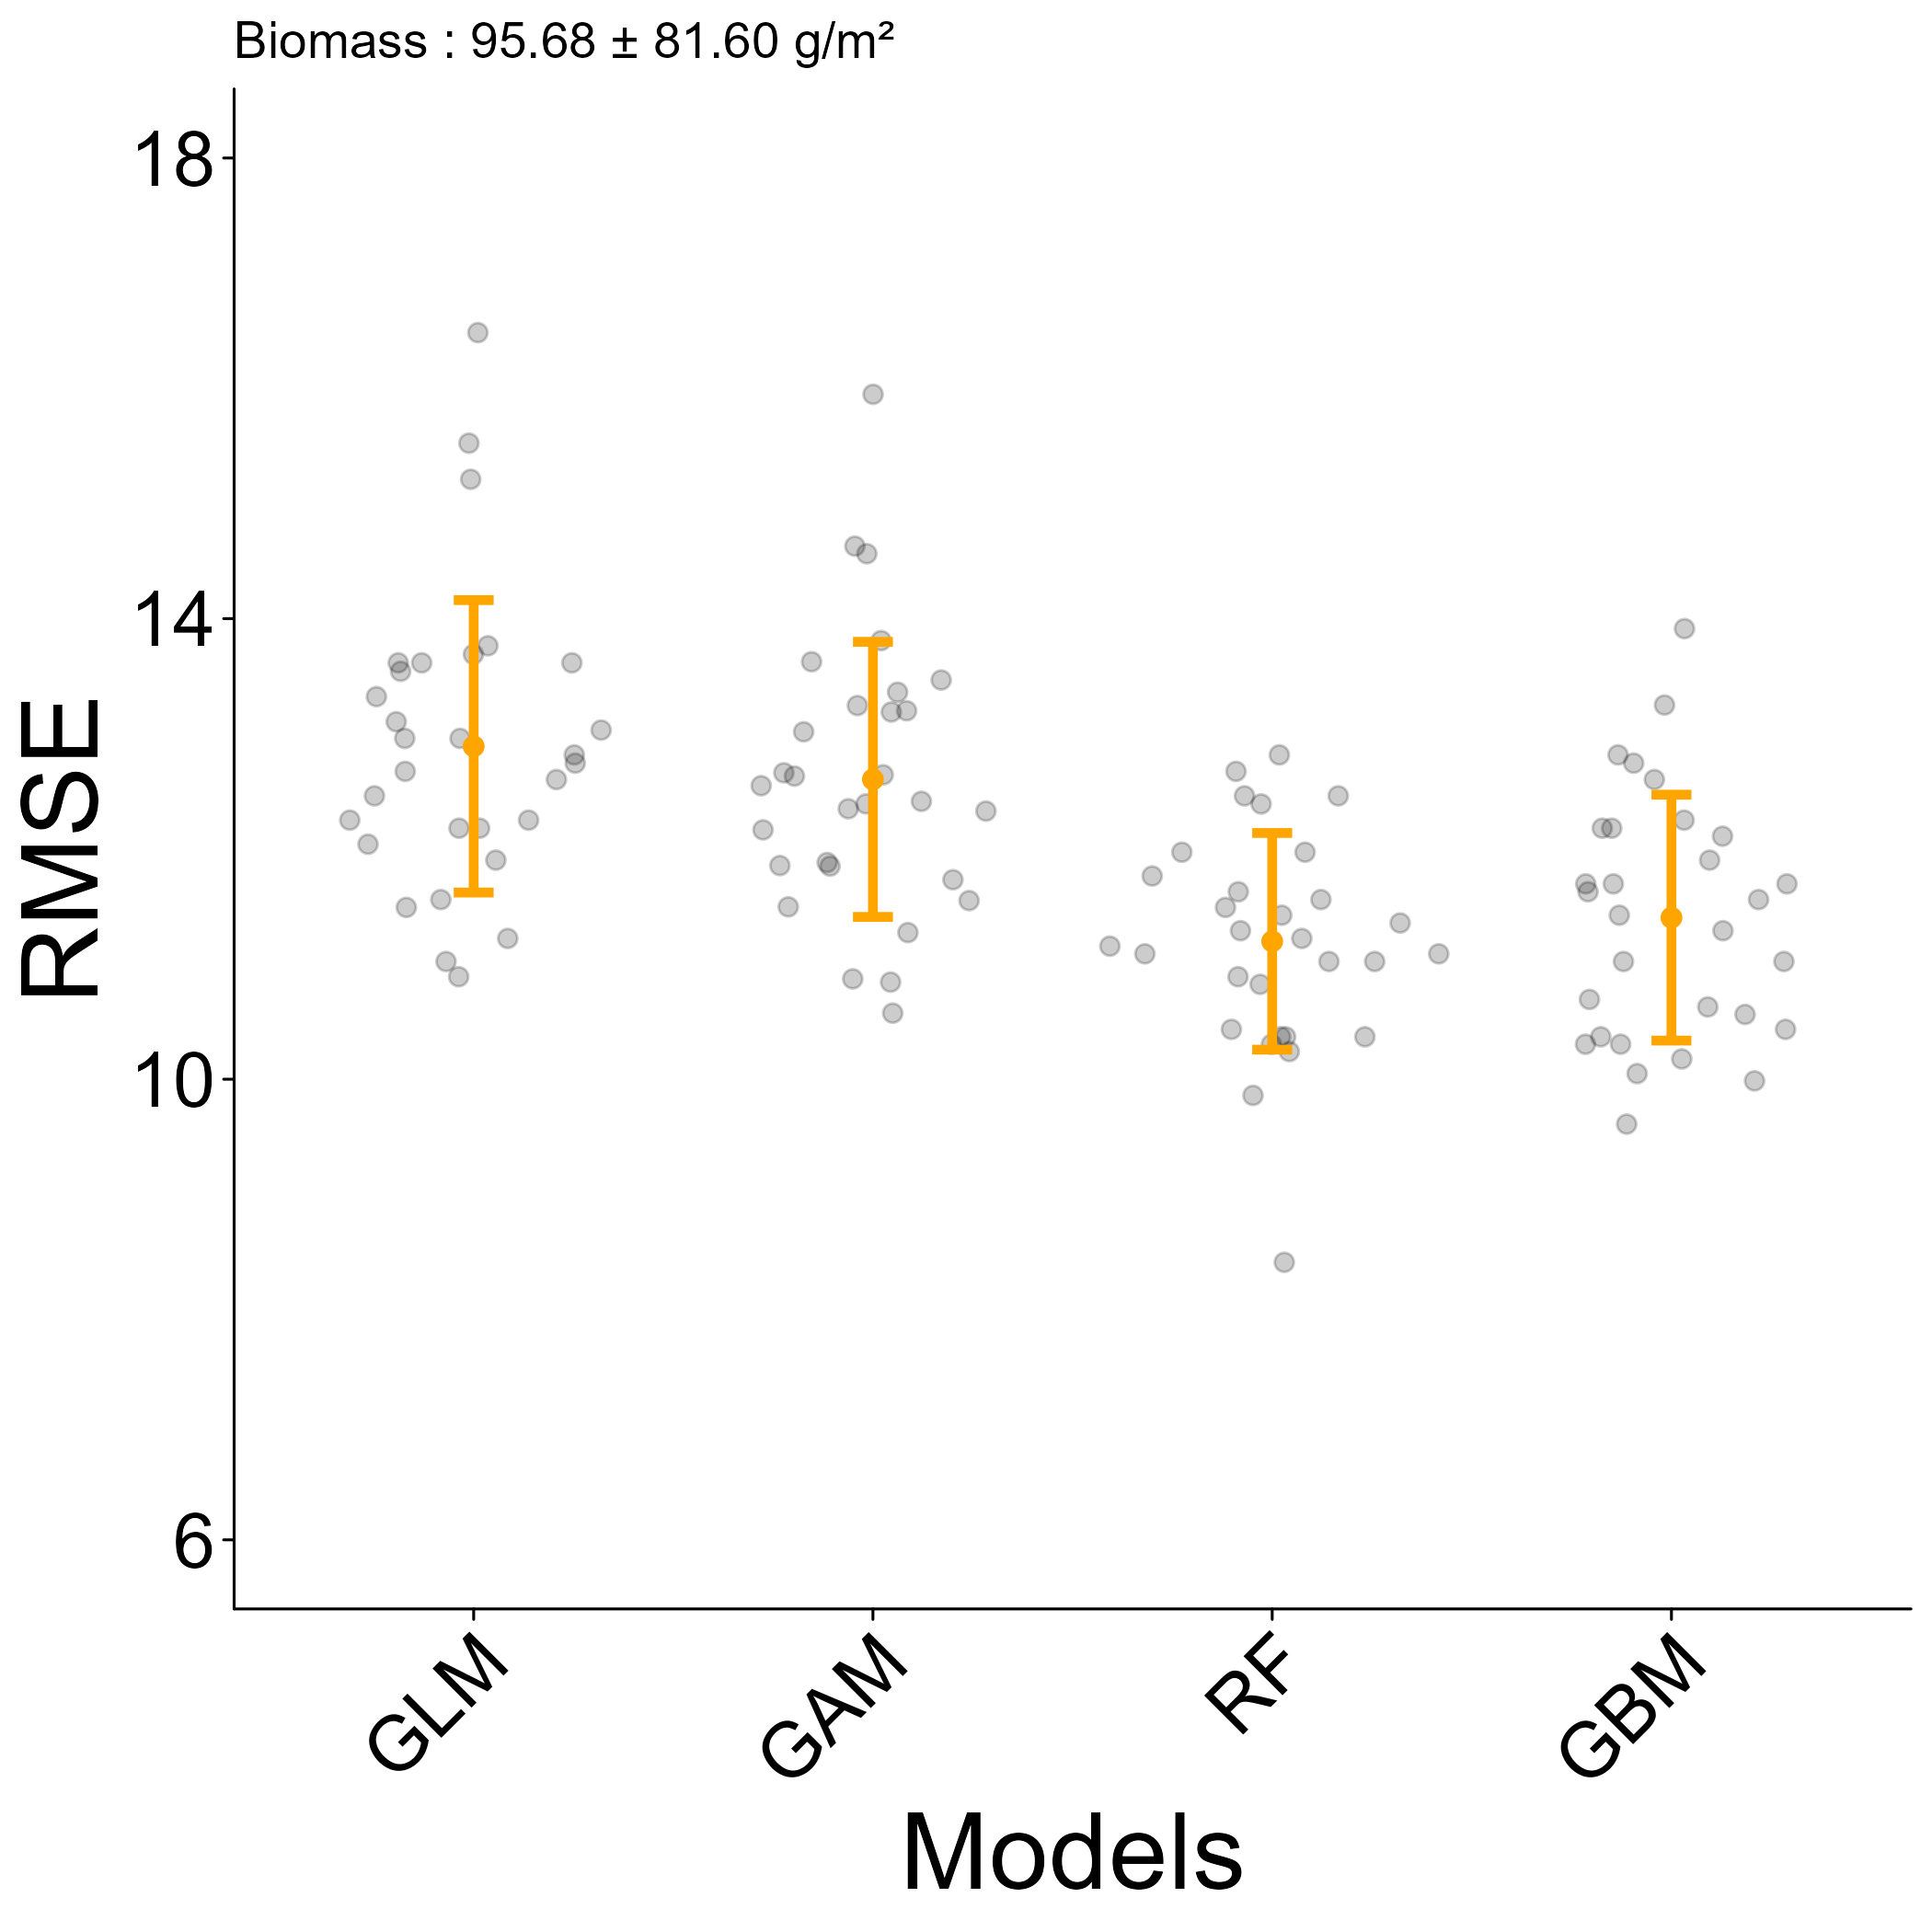 Biomass : 95.68 ± 81.60 g/m²
18
14
10
6
RMSE
GLM
GAM
RF
GBM
Models